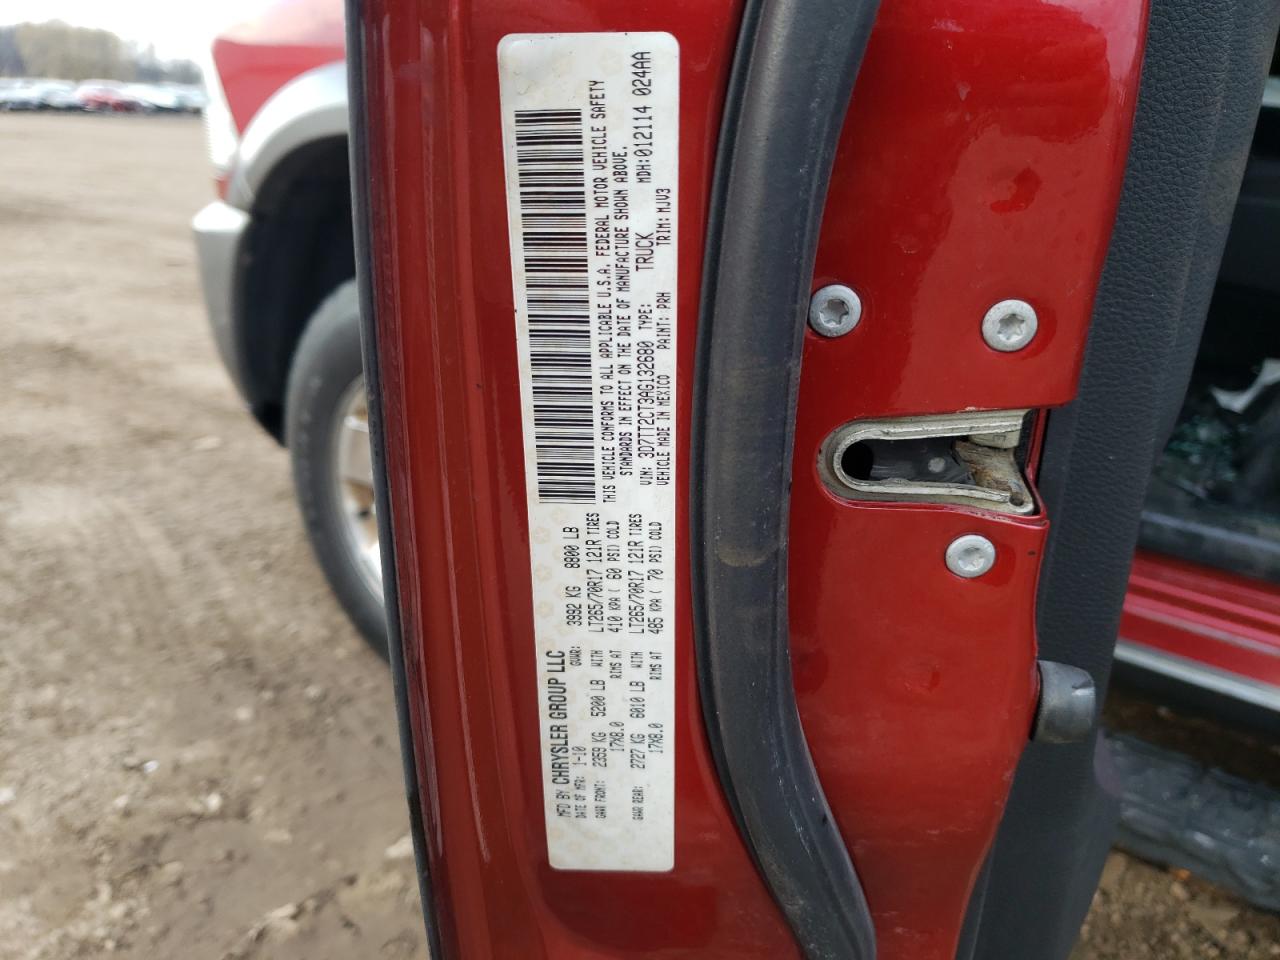 MFD BY CHRYSLER GROUP LLC
DATE OF MFR: 1-10 GVWR: 3992 KG 8800 LB
GAWR FRONT: 2359 KG 5200 LB WITH LT265/70R17 121R TIRES
17X8.0 RIMS AT 410 KPA ( 60 PSI) COLD
GAWR REAR: 2727 KG 6010 LB WITH LT265/70R17 121R TIRES
17X8.0 RIMS AT 485 KPA ( 70 PSI) COLD
THIS VEHICLE CONFORMS TO ALL APPLICABLE U.S.A. FEDERAL MOTOR VEHICLE SAFETY
STANDARDS IN EFFECT ON THE DATE OF MANUFACTURE SHOWN ABOVE.
VIN: 3D7TT2CT3AG132680 TYPE: TRUCK MDH:012114 024AA
VEHICLE MADE IN MEXICO PAINT: PRH TRIM: MJV3